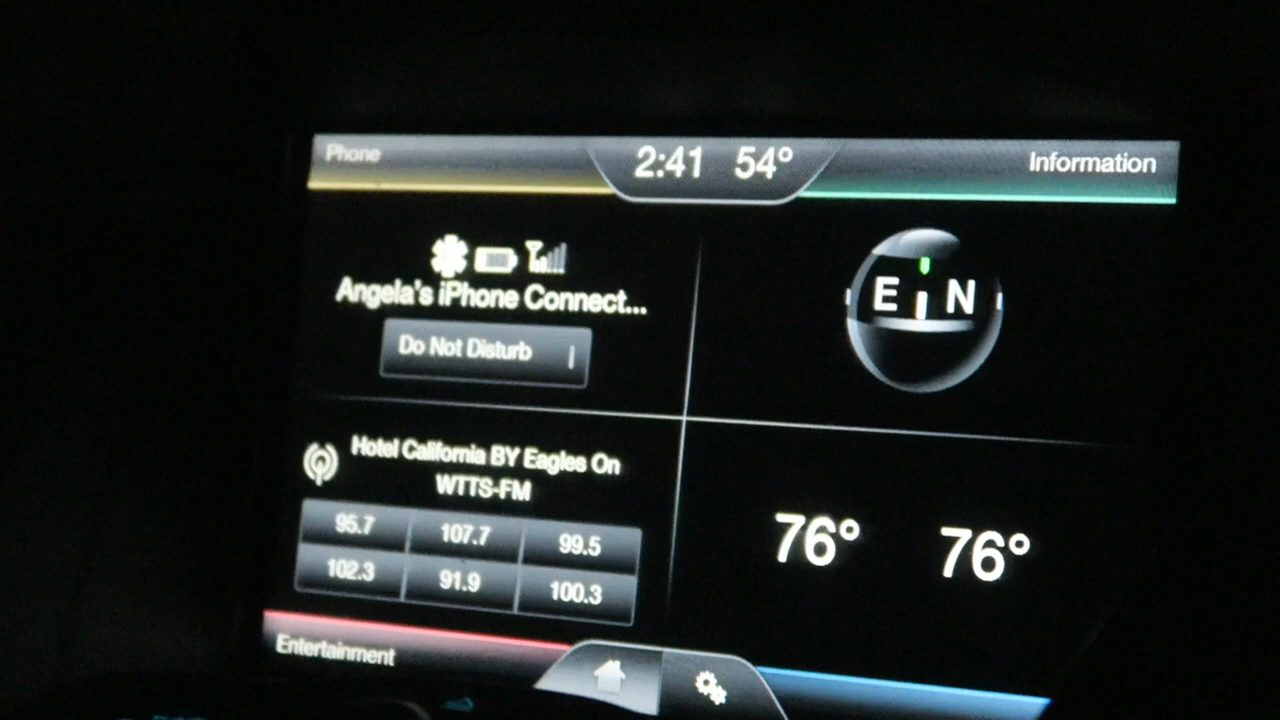 Phone
2:41 54°
Information
Angela's iPhone Connect...
Do Not Disturb
E N
Hotel California BY Eagles On
WTTS-FM
95.7 107.7 99.5
102.3 91.9 100.3
76° 76°
Entertainment